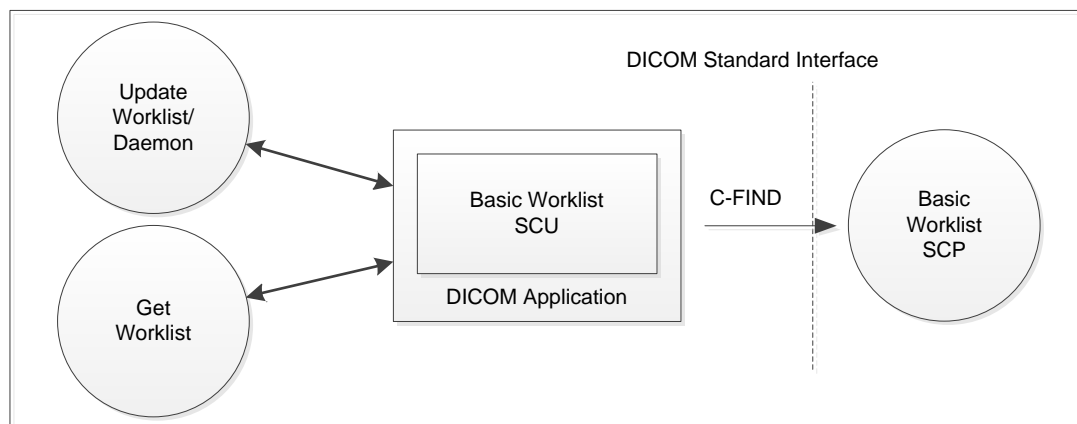 Update
Worklist/
Daemon
Get
Worklist
Basic Worklist
SCU
DICOM Application
DICOM Standard Interface
C-FIND
Basic
Worklist
SCP